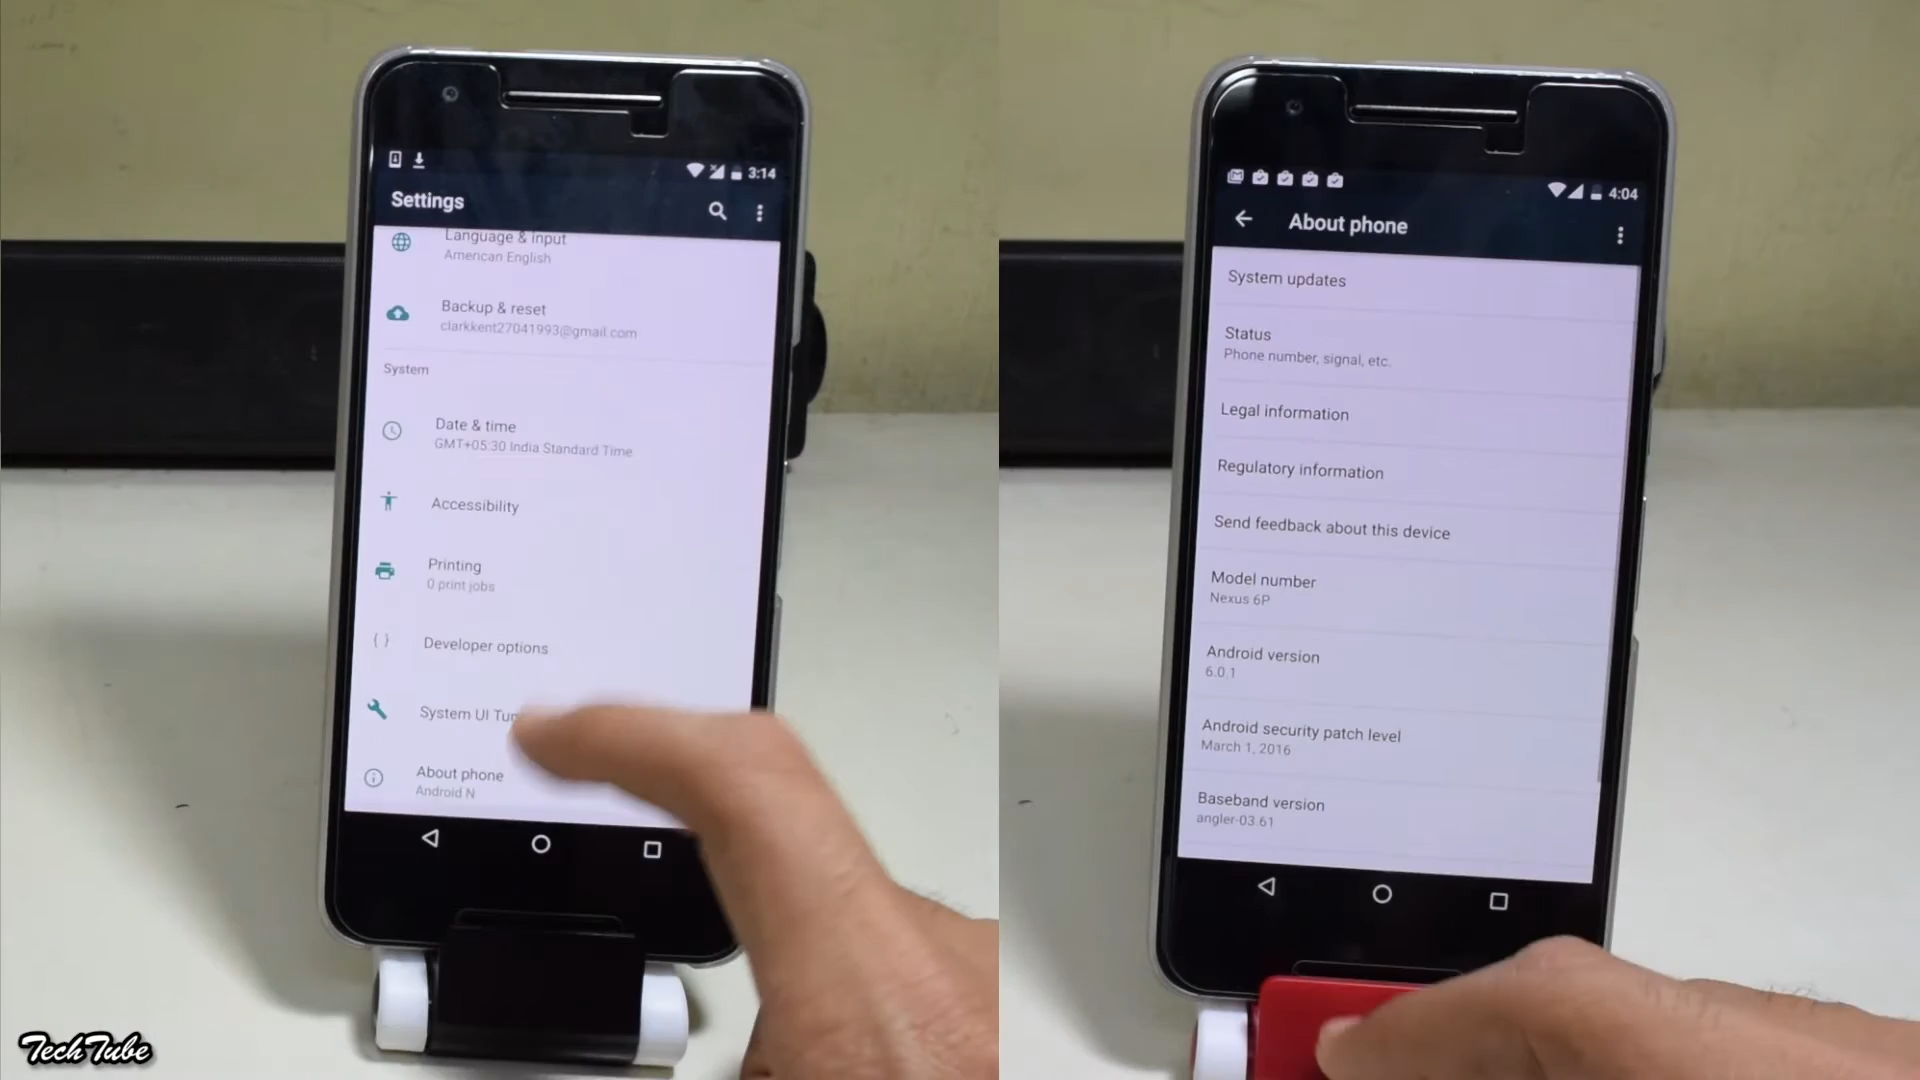 3:14
Settings
Language & input
American English
Backup & reset
clarkkent27041993@gmail.com
System
Date & time
GMT+05:30 India Standard Time
Accessibility
Printing
0 print jobs
Developer options
System UI
About phone
Android N
TechTube
4:04
About phone
System updates
Status
Phone number, signal, etc.
Legal information
Regulatory information
Send feedback about this device
Model number
Nexus 6P
Android version
6.0.1
Android security patch level
March 1, 2016
Baseband version
angler-03.61